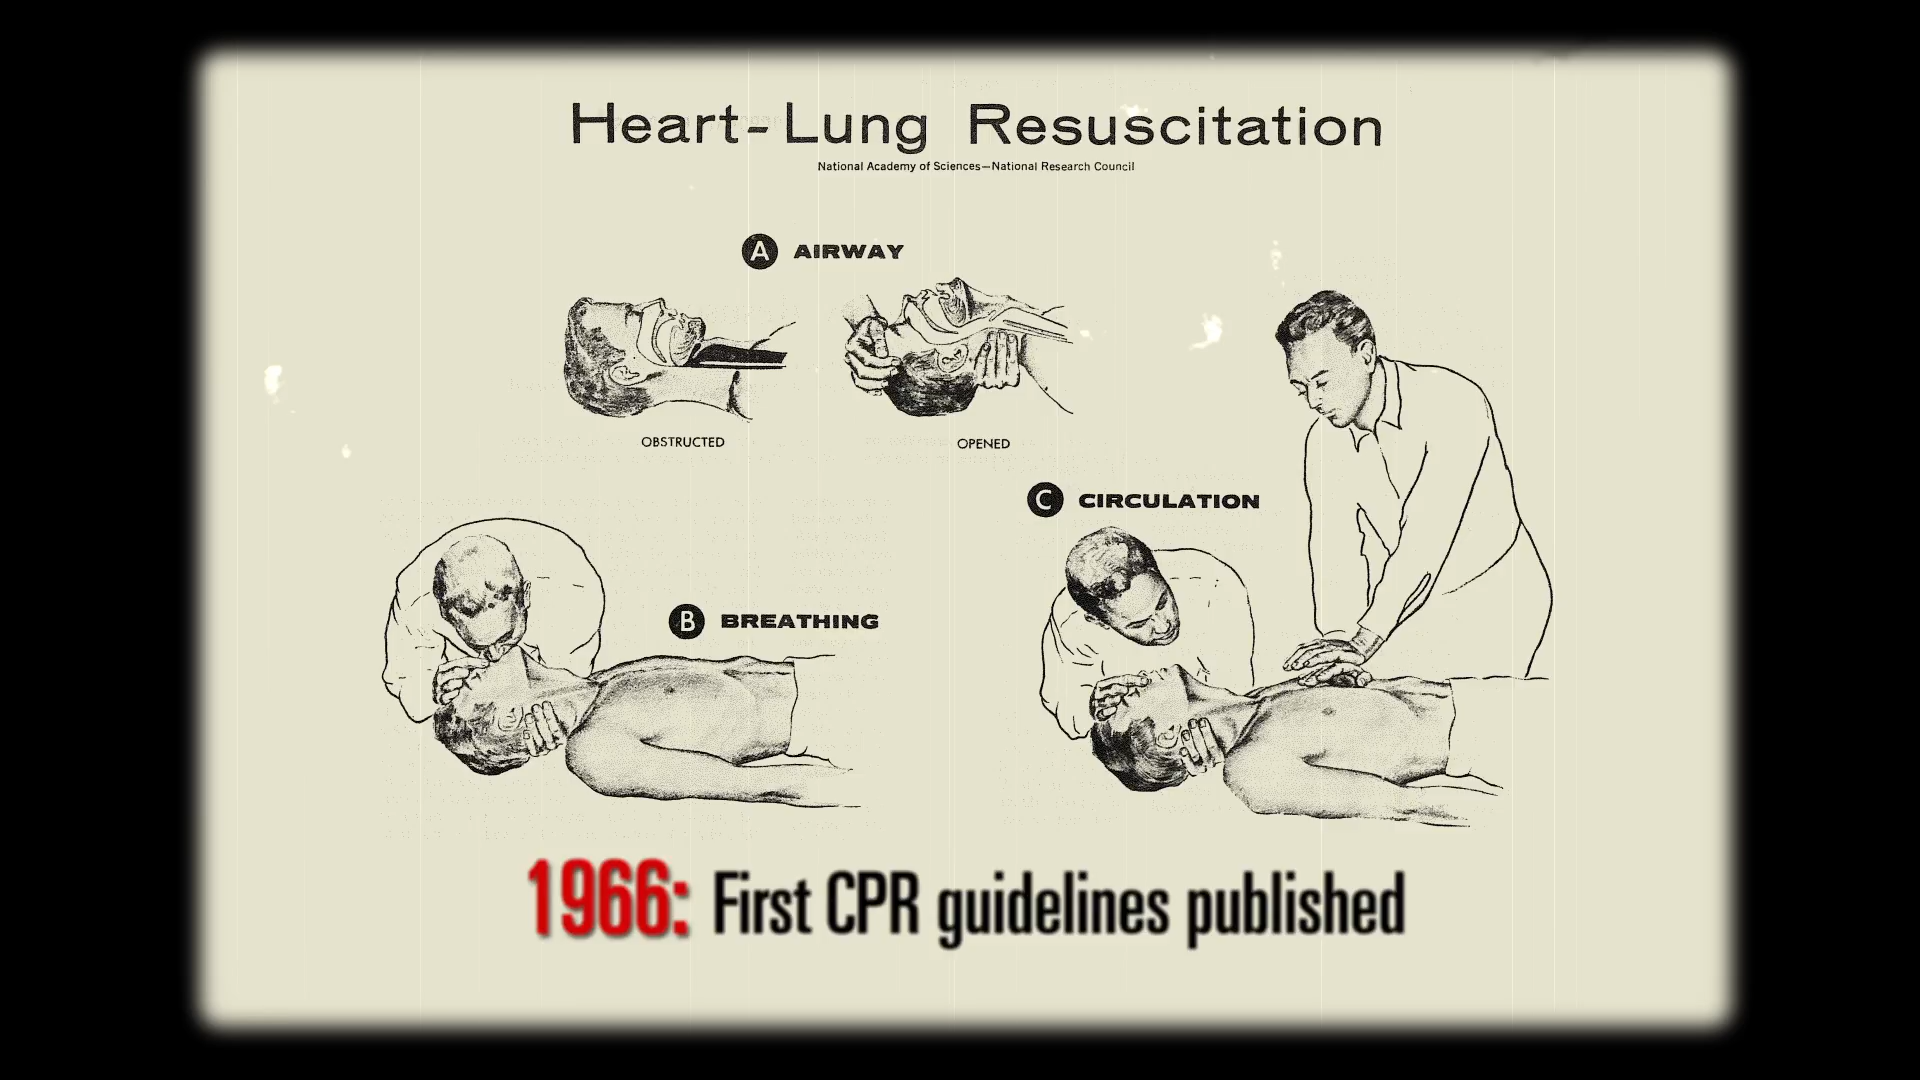 Heart-Lung Resuscitation
National Academy of Sciences—National Research Council
A AIRWAY
OBSTRUCTED
OPENED
C CIRCULATION
B BREATHING
1966: First CPR guidelines published